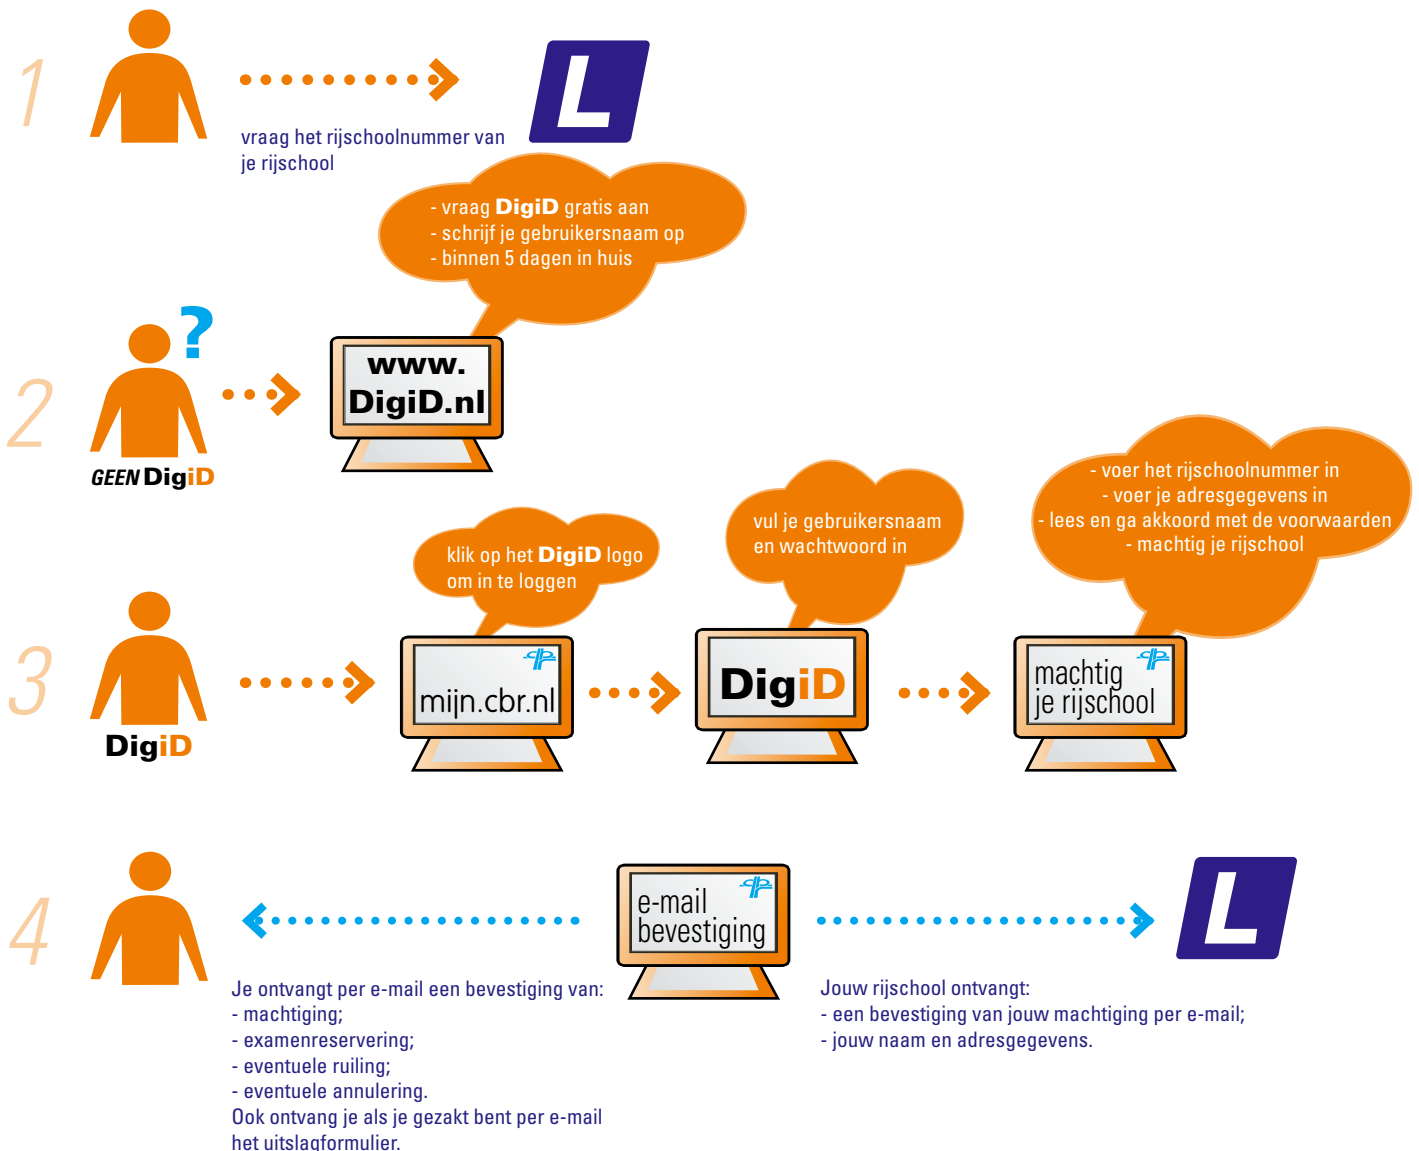 1
L
vraag het rijschoolnummer van
je rijschool
- vraag DigiD gratis aan
- schrijf je gebruikersnaam op
- binnen 5 dagen in huis
2
?
GEEN DigiD
www.
DigiD.nl
3
DigiD
klik op het DigiD logo
om in te loggen
mijn.cbr.nl
vul je gebruikersnaam
en wachtwoord in
DigiD
- voer het rijschoolnummer in
- voer je adresgegevens in
- lees en ga akkoord met de voorwaarden
- machtig je rijschool
machtig
je rijschool
4
e-mail
bevestiging
L
Je ontvangt per e-mail een bevestiging van:
- machtiging;
- examenreservering;
- eventuele ruiling;
- eventuele annulering.
Ook ontvang je als je gezakt bent per e-mail
het uitslagformulier.
Jouw rijschool ontvangt:
- een bevestiging van jouw machtiging per e-mail;
- jouw naam en adresgegevens.